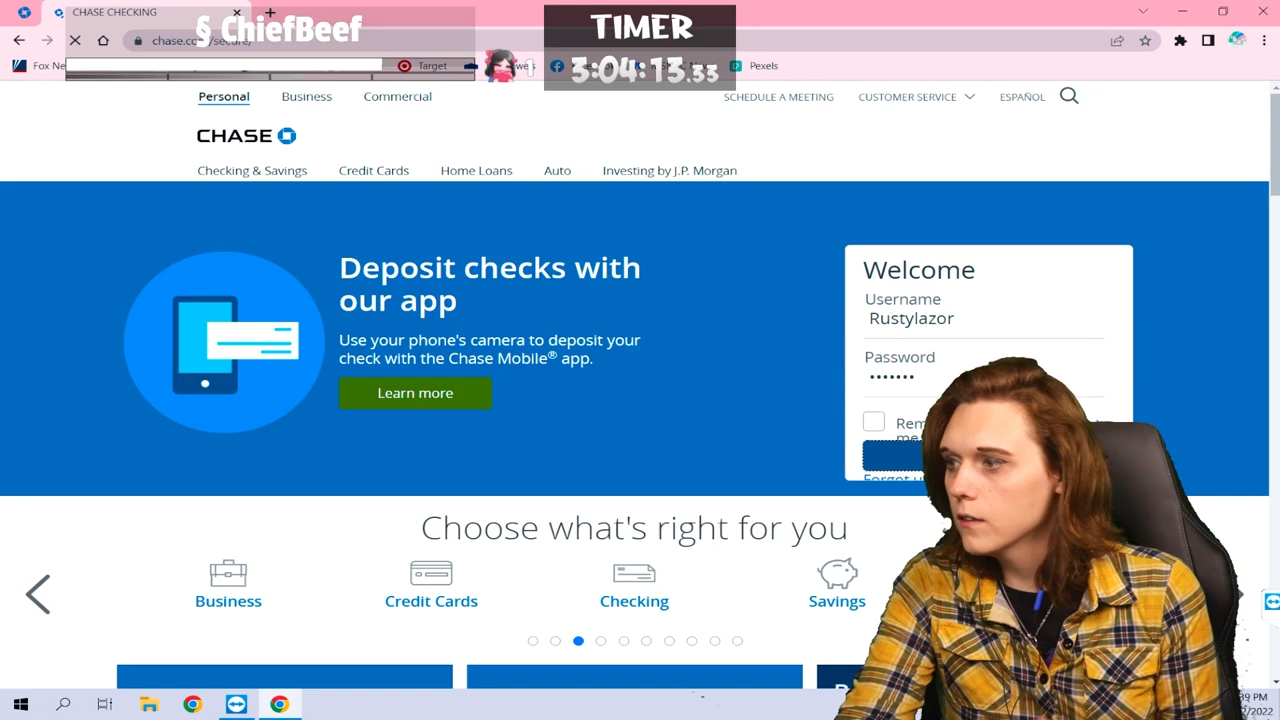 CHASE CHECKING
§ ChiefBeef
TIMER
3:04:13.33
Fox Ne
Target
1
Pexels
Personal
Business
Commercial
SCHEDULE A MEETING
CUSTOMER SERVICE
ESPAÑOL
CHASE
Checking & Savings
Credit Cards
Home Loans
Auto
Investing by J.P. Morgan
Deposit checks with
our app
Use your phone's camera to deposit your
check with the Chase Mobile® app.
Learn more
Welcome
Username
Rustylazor
Password
•••••••
Choose what's right for you
Business
Credit Cards
Checking
Savings